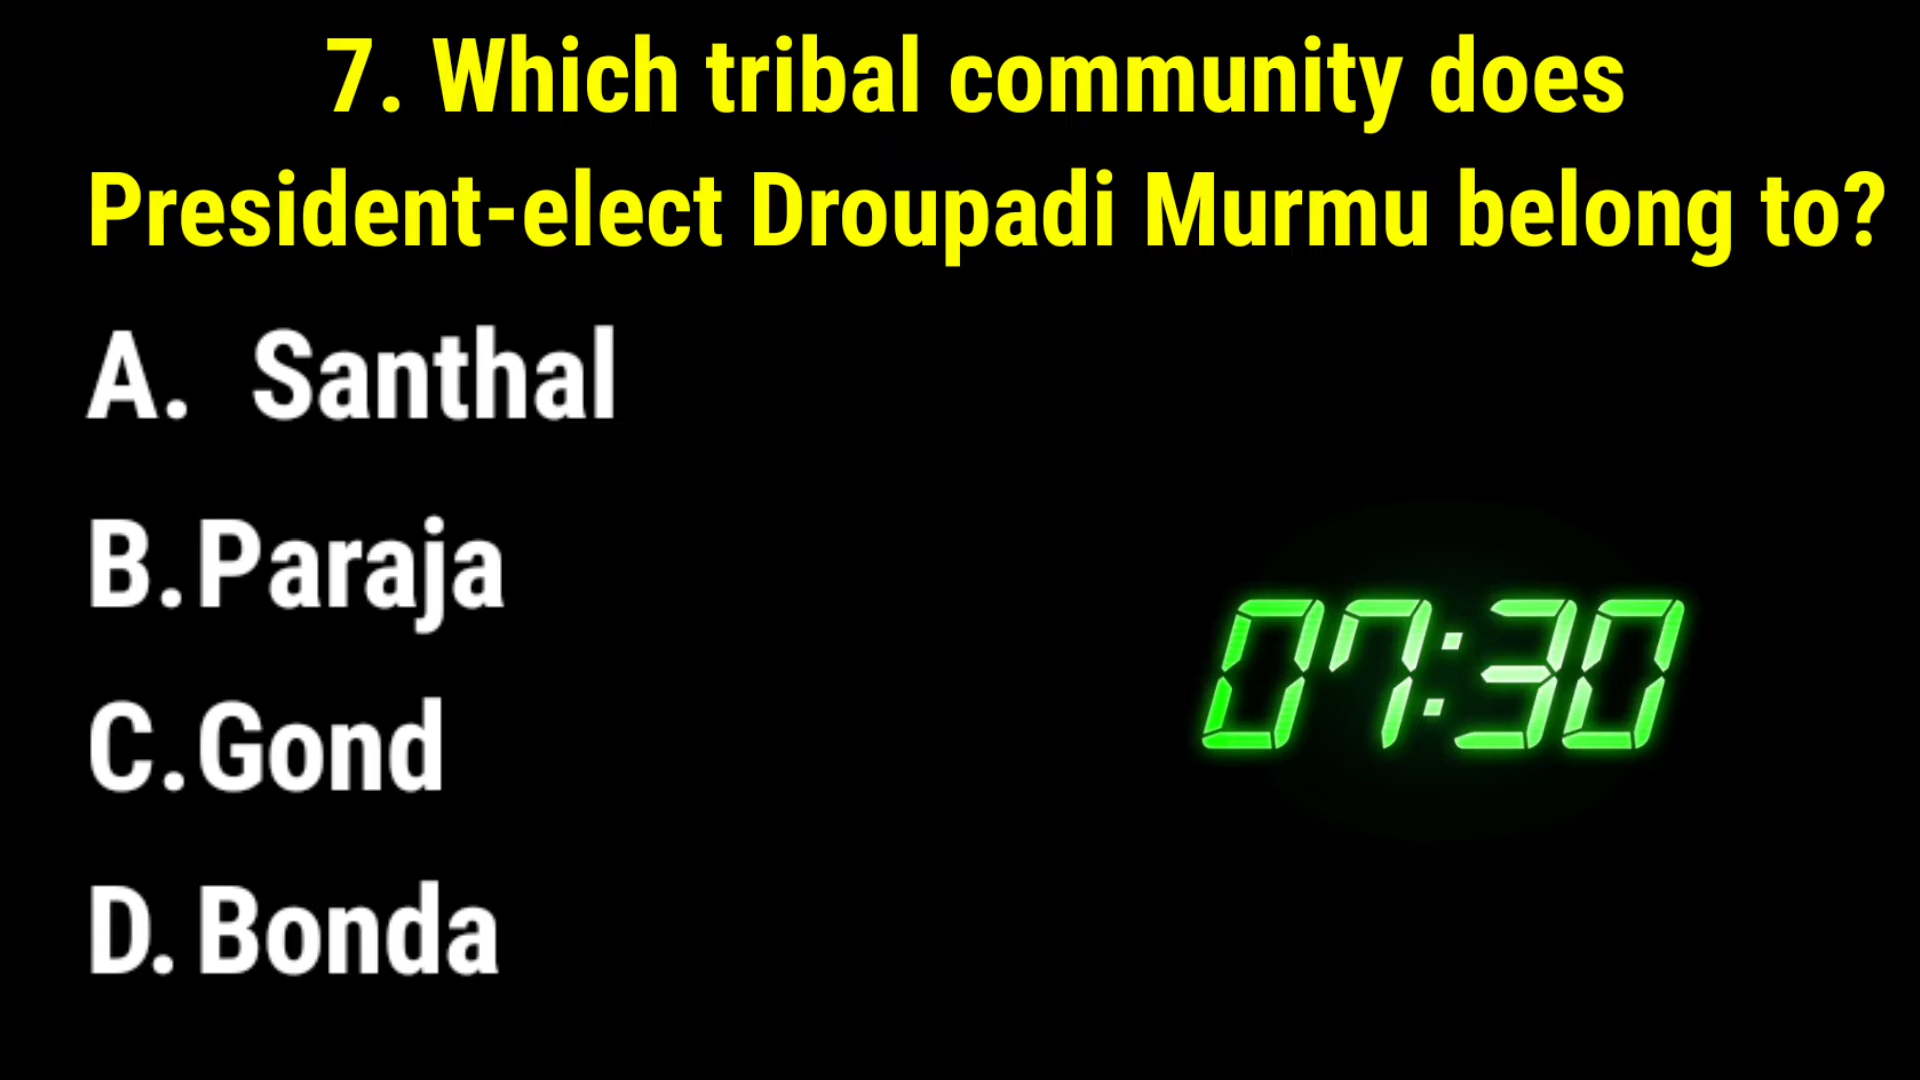 7. Which tribal community does
President-elect Droupadi Murmu belong to?
A. Santhal
B. Paraja
C. Gond
D. Bonda
07:30